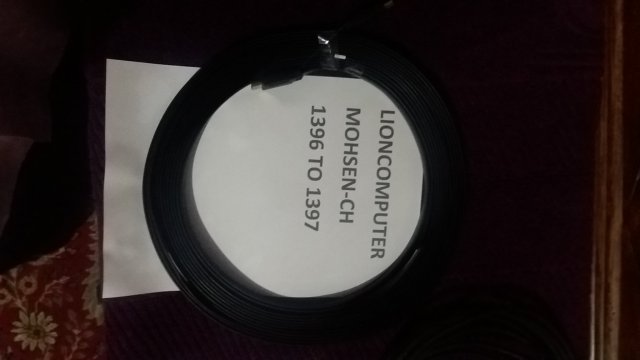 LIONCOMPUTER
MOHSEN-CH
1396 TO 1397